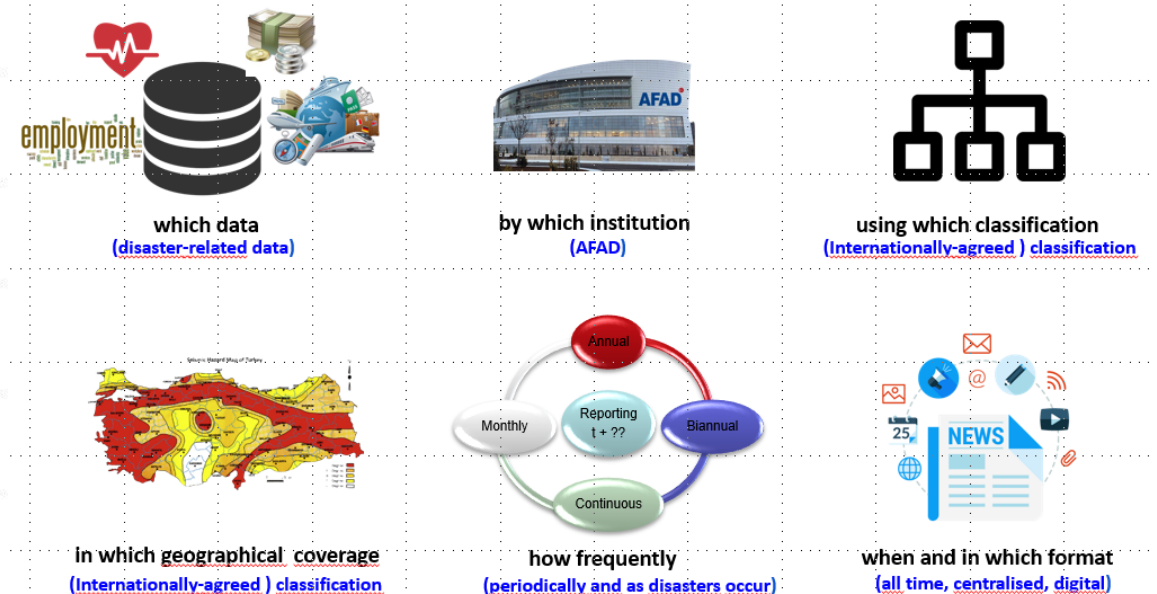 employment
which data
(disaster-related data)
AFAD
by which institution
(AFAD)
using which classification
(Internationally-agreed ) classification
in which geographical coverage
(Internationally-agreed ) classification
Annual
Monthly
Reporting
t + ??
Biannual
Continuous
how frequently
(periodically and as disasters occur)
@
25
NEWS
when and in which format
(all time, centralised, digital)